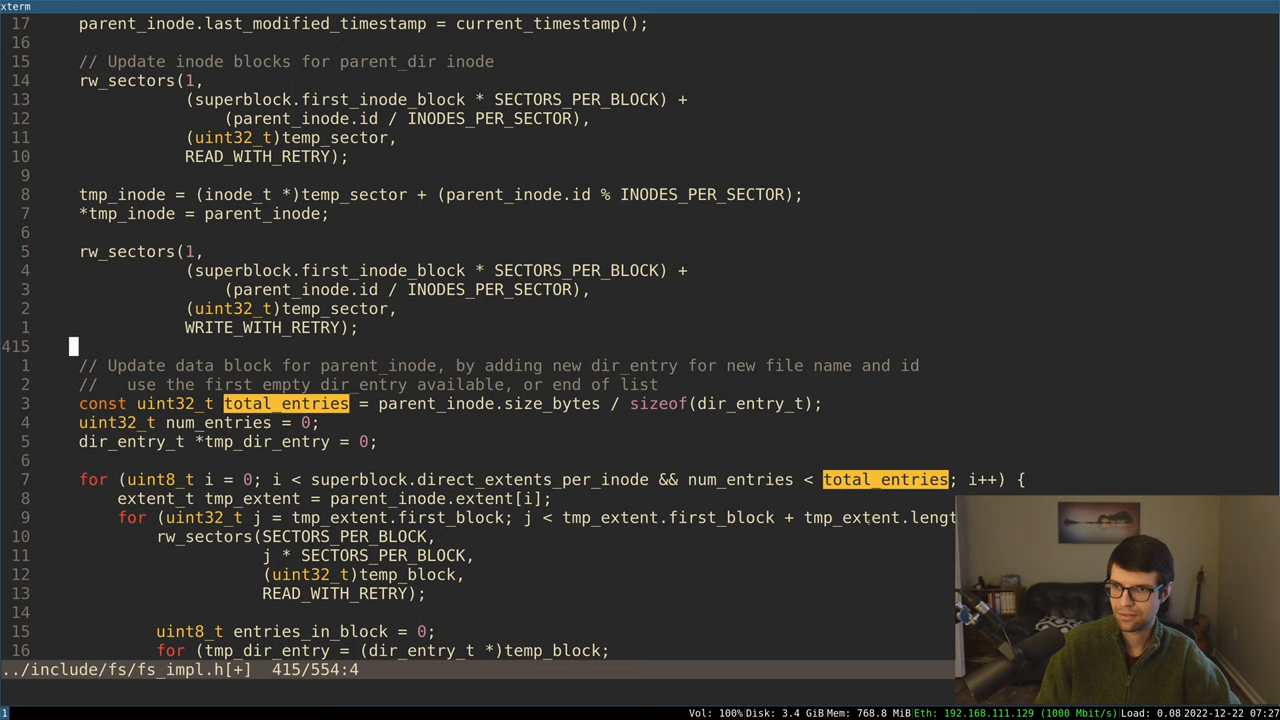 xterm
17 parent_inode.last_modified_timestamp = current_timestamp();
16
15 // Update inode blocks for parent_dir inode
14 rw_sectors(1,
13 (superblock.first_inode_block * SECTORS_PER_BLOCK) +
12 (parent_inode.id / INODES_PER_SECTOR),
11 (uint32_t)temp_sector,
10 READ_WITH_RETRY);
9
8 tmp_inode = (inode_t *)temp_sector + (parent_inode.id % INODES_PER_SECTOR);
7 *tmp_inode = parent_inode;
6
5 rw_sectors(1,
4 (superblock.first_inode_block * SECTORS_PER_BLOCK) +
3 (parent_inode.id / INODES_PER_SECTOR),
2 (uint32_t)temp_sector,
1 WRITE_WITH_RETRY);
415
1 // Update data block for parent_inode, by adding new dir_entry for new file name and id
2 // use the first empty dir_entry available, or end of list
3 const uint32_t total_entries = parent_inode.size_bytes / sizeof(dir_entry_t);
4 uint32_t num_entries = 0;
5 dir_entry_t *tmp_dir_entry = 0;
6
7 for (uint8_t i = 0; i < superblock.direct_extents_per_inode && num_entries < total_entries; i++) {
8 extent_t tmp_extent = parent_inode.extent[i];
9 for (uint32_t j = tmp_extent.first_block; j < tmp_extent.first_block + tmp_extent.leng
10 rw_sectors(SECTORS_PER_BLOCK,
11 j * SECTORS_PER_BLOCK,
12 (uint32_t)temp_block,
13 READ_WITH_RETRY);
14
15 uint8_t entries_in_block = 0;
16 for (tmp_dir_entry = (dir_entry_t *)temp_block;
../include/fs/fs_impl.h[+] 415/554:4
1 Vol: 100% Disk: 3.4 GiB Mem: 768.8 MiB Eth: 192.168.111.129 (1000 Mbit/s) Load: 0.08 2022-12-22 07:27